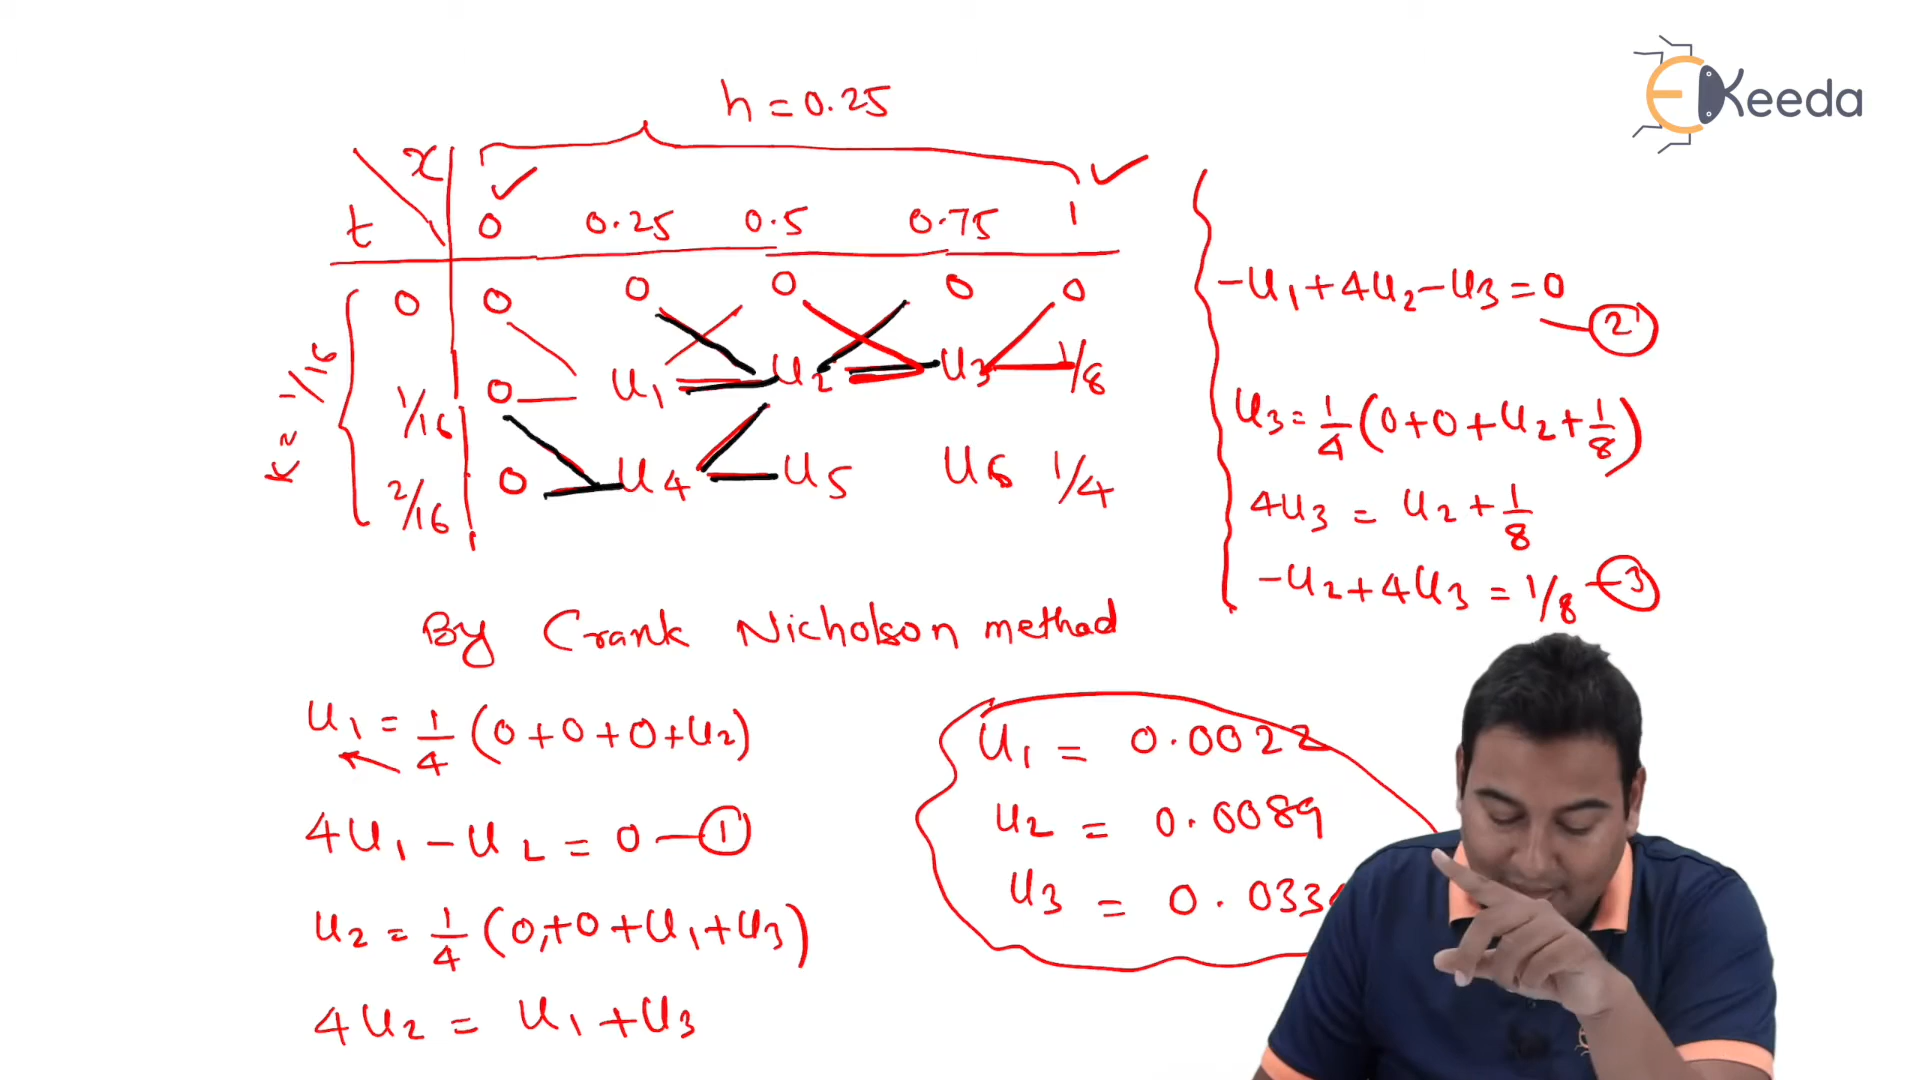 EKeeda
h = 0.25
x
t 0 0.25 0.5 0.75 1
0 0 0 0 0 0
1/16 0 u1 u2 u3 1/8
2/16 0 u4 u5 u6 1/4
By Crank Nicholson method
u1 = 1/4 (0+0+0+u2)
4u1 - u2 = 0 — 1
u2 = 1/4 (0+0+u1+u3)
4u2 = u1+u3
-u1+4u2-u3=0
— 2
u3 = 1/4 (0+0+u2+1/8)
4u3 = u2+1/8
-u2+4u3 = 1/8 — 3
u1 = 0.0022
u2 = 0.0089
u3 = 0.033